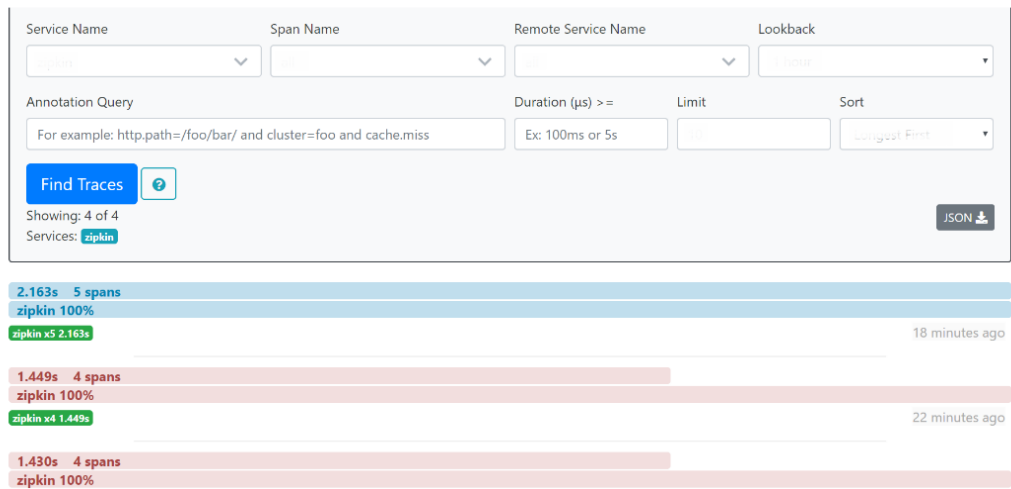 Service Name Span Name Remote Service Name Lookback
zipkin
Annotation Query Duration (μs) >= Limit Sort
For example: http.path=/foo/bar/ and cluster=foo and cache.miss Ex: 100ms or 5s Longest First
Find Traces
Showing: 4 of 4
JSON
Services: zipkin
2.163s 5 spans
zipkin 100%
zipkin x5 2.163s
18 minutes ago
1.449s 4 spans
zipkin 100%
zipkin x4 1.449s
22 minutes ago
1.430s 4 spans
zipkin 100%